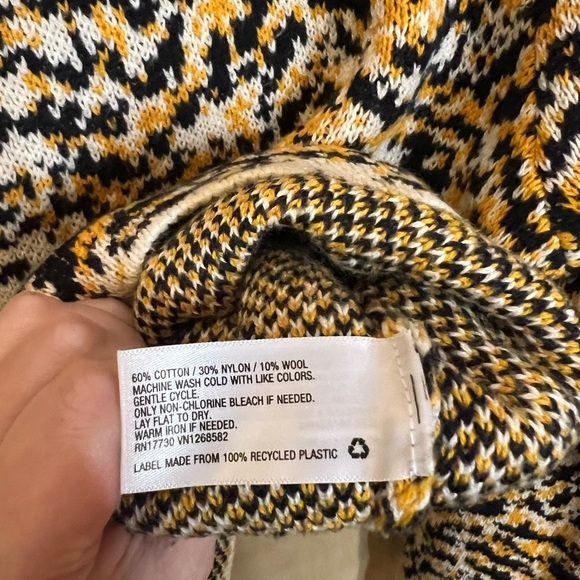 60% COTTON / 30% NYLON / 10% WOOL
MACHINE WASH COLD WITH LIKE COLORS.
GENTLE CYCLE.
ONLY NON-CHLORINE BLEACH IF NEEDED.
LAY FLAT TO DRY.
WARM IRON IF NEEDED.
RN17730 VN1268582
LABEL MADE FROM 100% RECYCLED PLASTIC